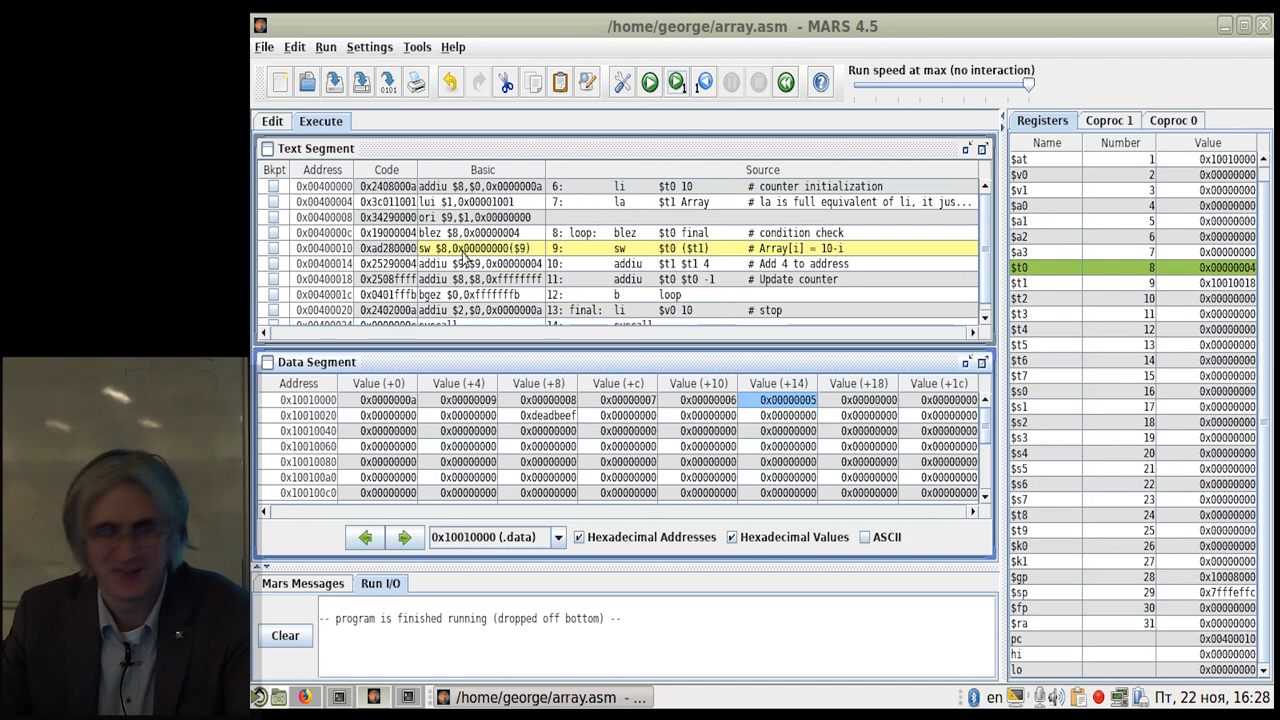 /home/george/array.asm - MARS 4.5
File Edit Run Settings Tools Help
Run speed at max (no interaction)
Edit Execute
Registers Coproc 1 Coproc 0
Text Segment
Bkpt Address Code Basic Source
0x00400000 0x2408000a addiu $8,$0,0x0000000a 6: li $t0 10 # counter initialization
0x00400004 0x3c011001 lui $1,0x00001001 7: la $t1 Array # la is full equivalent of li, it jus...
0x00400008 0x34290000 ori $9,$1,0x00000000
0x0040000c 0x19000004 blez $8,0x00000004 8: loop: blez $t0 final # condition check
0x00400010 0xad280000 sw $8,0x00000000($9) 9: sw $t0 ($t1) # Array[i] = 10-i
0x00400014 0x25290004 addiu $9,$9,0x00000004 10: addiu $t1 $t1 4 # Add 4 to address
0x00400018 0x2508ffff addiu $8,$8,0xffffffff 11: addiu $t0 $t0 -1 # Update counter
0x0040001c 0x0401fffb bgez $0,0xfffffffb 12: b loop
0x00400020 0x2402000a addiu $2,$0,0x0000000a 13: final: li $v0 10 # stop
Data Segment
Address Value (+0) Value (+4) Value (+8) Value (+c) Value (+10) Value (+14) Value (+18) Value (+1c)
0x10010000 0x0000000a 0x00000009 0x00000008 0x00000007 0x00000006 0x00000005 0x00000000 0x00000000
0x10010020 0x00000000 0x00000000 0xdeadbeef 0x00000000 0x00000000 0x00000000 0x00000000 0x00000000
0x10010040 0x00000000 0x00000000 0x00000000 0x00000000 0x00000000 0x00000000 0x00000000 0x00000000
0x10010060 0x00000000 0x00000000 0x00000000 0x00000000 0x00000000 0x00000000 0x00000000 0x00000000
0x10010080 0x00000000 0x00000000 0x00000000 0x00000000 0x00000000 0x00000000 0x00000000 0x00000000
0x100100a0 0x00000000 0x00000000 0x00000000 0x00000000 0x00000000 0x00000000 0x00000000 0x00000000
0x100100c0 0x00000000 0x00000000 0x00000000 0x00000000 0x00000000 0x00000000 0x00000000 0x00000000
0x10010000 (.data) Hexadecimal Addresses Hexadecimal Values ASCII
Mars Messages Run I/O
-- program is finished running (dropped off bottom) --
Clear
Name Number Value
$at 1 0x10010000
$v0 2 0x00000000
$v1 3 0x00000000
$a0 4 0x00000000
$a1 5 0x00000000
$a2 6 0x00000000
$a3 7 0x00000000
$t0 8 0x00000004
$t1 9 0x10010018
$t2 10 0x00000000
$t3 11 0x00000000
$t4 12 0x00000000
$t5 13 0x00000000
$t6 14 0x00000000
$t7 15 0x00000000
$s0 16 0x00000000
$s1 17 0x00000000
$s2 18 0x00000000
$s3 19 0x00000000
$s4 20 0x00000000
$s5 21 0x00000000
$s6 22 0x00000000
$s7 23 0x00000000
$t8 24 0x00000000
$t9 25 0x00000000
$k0 26 0x00000000
$k1 27 0x00000000
$gp 28 0x10008000
$sp 29 0x7fffeffc
$fp 30 0x00000000
$ra 31 0x00000000
pc 0x00400010
hi 0x00000000
lo 0x00000000
/home/george/array.asm - ...
en
Пт, 22 ноя, 16:28